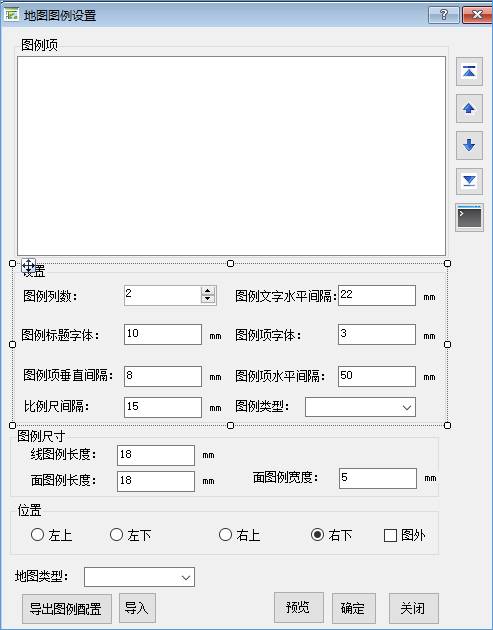 地图图例设置
图例项
设置
图例列数: 2 图例文字水平间隔: 22 mm
图例标题字体: 10 mm 图例项字体: 3 mm
图例项垂直间隔: 8 mm 图例项水平间隔: 50 mm
比例尺间隔: 15 mm 图例类型:
图例尺寸
线图例长度: 18 mm
面图例长度: 18 mm 面图例宽度: 5 mm
位置
左上 左下 右上 右下 图外
地图类型:
导出图例配置 导入 预览 确定 关闭